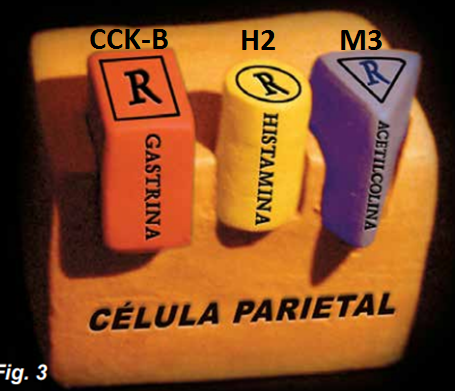 CCK-B H2 M3
R R R
GASTRINA HISTAMINA ACETILCOLINA
CÉLULA PARIETAL
Fig. 3